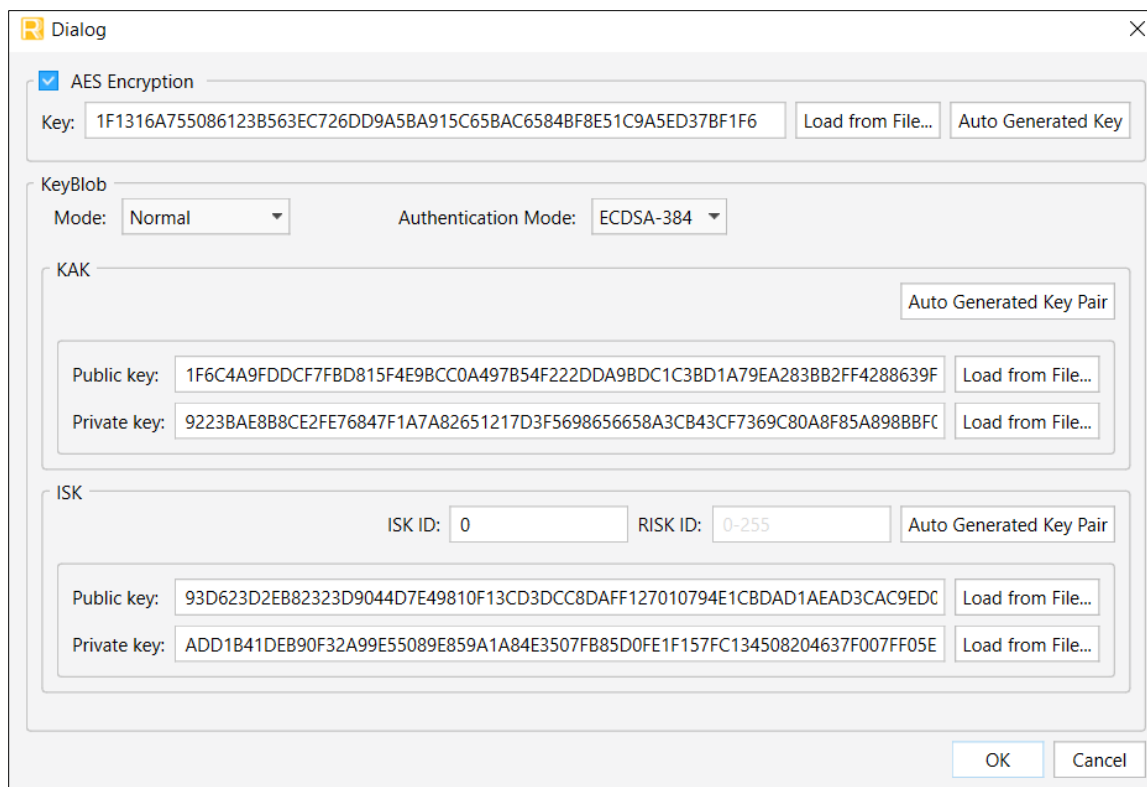 Dialog
AES Encryption
Key: 1F1316A755086123B563EC726DD9A5BA915C65BAC6584BF8E51C9A5ED37BF1F6 Load from File... Auto Generated Key
KeyBlob
Mode: Normal Authentication Mode: ECDSA-384
KAK
Auto Generated Key Pair
Public key: 1F6C4A9FDDCF7FBD815F4E9BCC0A497B54F222DDA9BDC1C3BD1A79EA283BB2FF4288639F Load from File...
Private key: 9223BAE8B8CE2FE76847F1A7A82651217D3F5698656658A3CB43CF7369C80A8F85A898BBF0 Load from File...
ISK
ISK ID: 0 RISK ID: 0-255 Auto Generated Key Pair
Public key: 93D623D2EB82323D9044D7E49810F13CD3DCC8DAFF127010794E1CBDAD1AEAD3CAC9ED0 Load from File...
Private key: ADD1B41DEB90F32A99E55089E859A1A84E3507FB85D0FE1F157FC134508204637F007FF05E Load from File...
OK Cancel